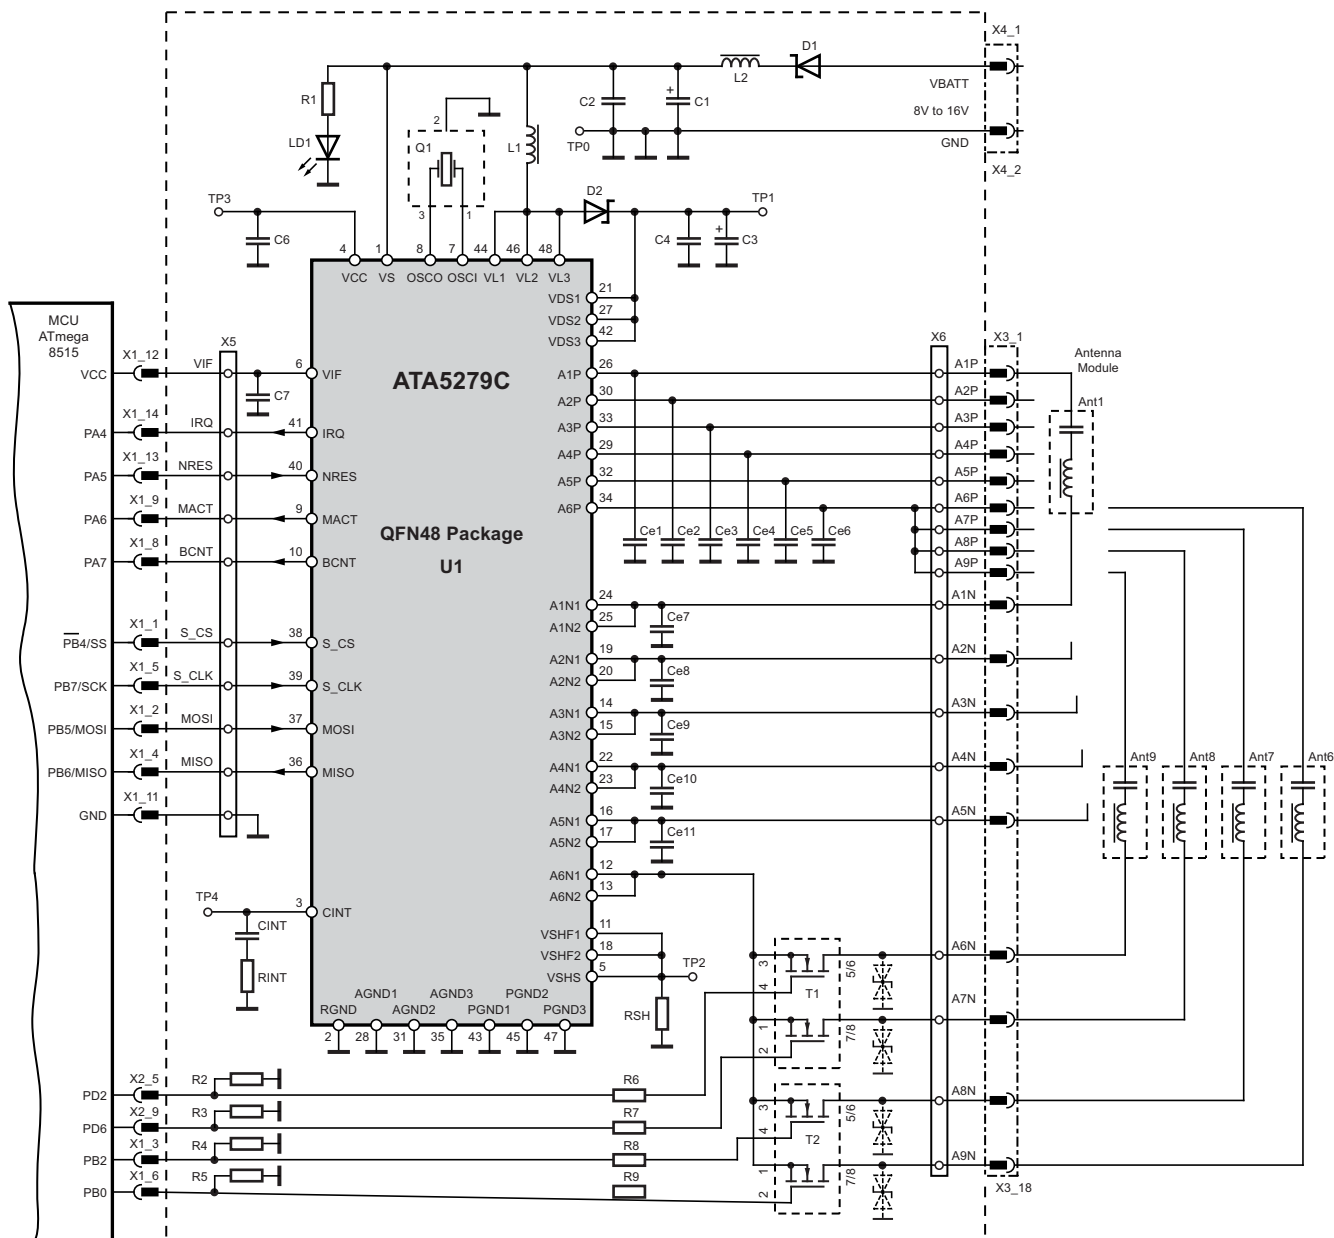 X4_1
D1
L2
VBATT
R1
C2
+
C1
8V to 16V
2
LD1
Q1
L1
TP0
GND
X4_2
D2
TP3
3
1
TP1
C6
C4
+
C3
4
1
8
7
44
46
48
VCC
VS
OSCO
OSCI
VL1
VL2
VL3
21
VDS1
27
VDS2
42
VDS3
MCU
ATmega
8515
X5
X6
X3_1
X1_12
VIF
6
26
A1P
Antenna
Module
VCC
VIF
ATA5279C
A1P
C7
30
A2P
Ant1
A2P
X1_14
IRQ
41
33
A3P
PA4
IRQ
A3P
29
A4P
A4P
X1_13
NRES
40
32
A5P
PA5
NRES
A5P
X1_9
MACT
9
34
A6P
A6P
PA6
MACT
A7P
QFN48 Package
Ce1
Ce2
Ce3
Ce4
Ce5
Ce6
X1_8
BCNT
10
A8P
PA7
BCNT
U1
A9P
24
A1N
A1N1
X1_1
S_CS
38
25
Ce7
A1N2
PB4/SS
S_CS
19
A2N
A2N1
X1_5
S_CLK
39
20
Ce8
A2N2
PB7/SCK
S_CLK
14
A3N
A3N1
X1_2
MOSI
37
15
Ce9
PB5/MOSI
MOSI
A3N2
X1_4
MISO
36
22
A4N
Ant9
Ant8
Ant7
Ant6
PB6/MISO
MISO
A4N1
23
Ce10
A4N2
X1_11
16
A5N
GND
A5N1
17
Ce11
A5N2
12
A6N1
13
A6N2
TP4
3
CINT
CINT
11
VSHF1
18
A6N
VSHF2
3
5/6
RINT
5
TP2
VSHS
4
T1
AGND1
AGND3
PGND2
A7N
RGND
AGND2
PGND1
PGND3
RSH
1
7/8
2
28
31
35
43
45
47
2
X2_5
R2
R6
A8N
PD2
3
5/6
X2_9
R3
R7
PD6
4
T2
X1_3
R4
R8
A9N
PB2
1
7/8
X1_6
R5
R9
X3_18
PB0
2